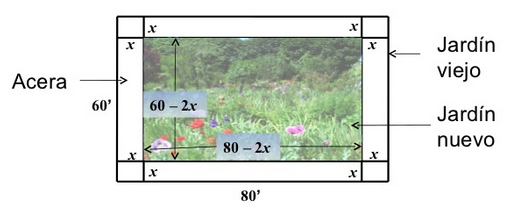 x x
x x
Jardín
viejo
Acera
60'
60 – 2x
Jardín
nuevo
80 – 2x
x x
x x
80'